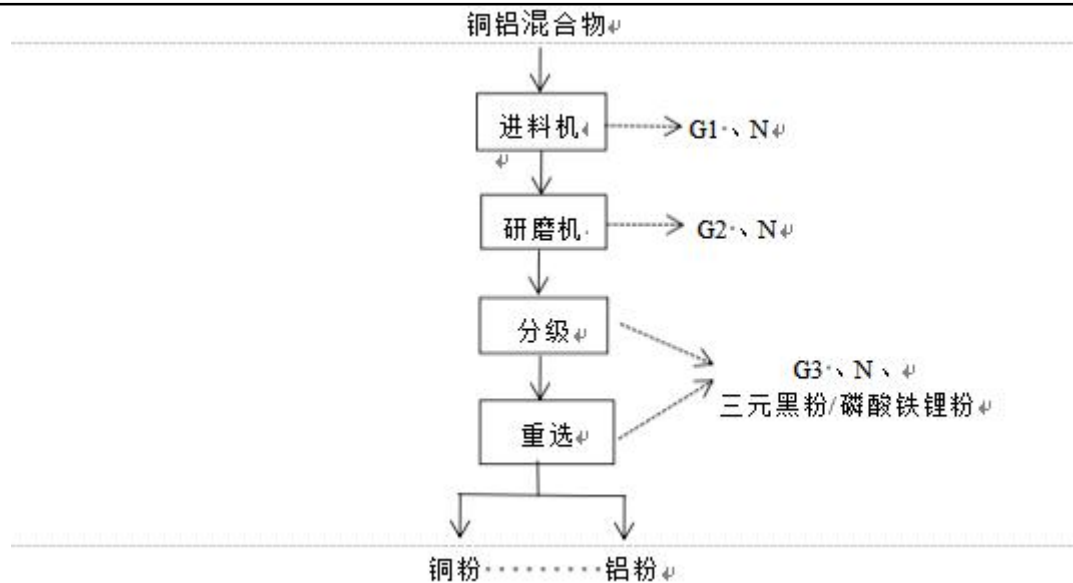 铜铝混合物
进料机
G1、N
研磨机
G2、N
分级
G3、N、
三元黑粉/磷酸铁锂粉
重选
铜粉 铝粉